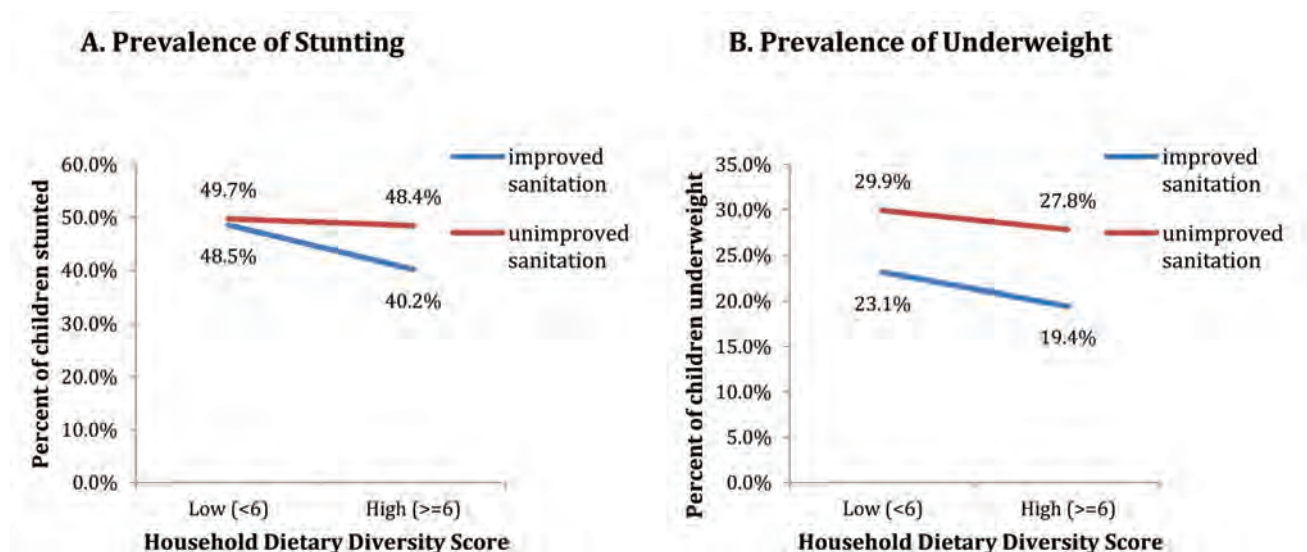 A. Prevalence of Stunting
60.0%
50.0%
40.0%
30.0%
20.0%
10.0%
0.0%
Percent of children stunted
49.7%
48.4%
48.5%
40.2%
improved
sanitation
unimproved
sanitation
Low (<6)
High (>=6)
Household Dietary Diversity Score
B. Prevalence of Underweight
35.0%
30.0%
25.0%
20.0%
15.0%
10.0%
5.0%
0.0%
Percent of children underweight
29.9%
27.8%
23.1%
19.4%
improved
sanitation
unimproved
sanitation
Low (<6)
High (>=6)
Household Dietary Diversity Score